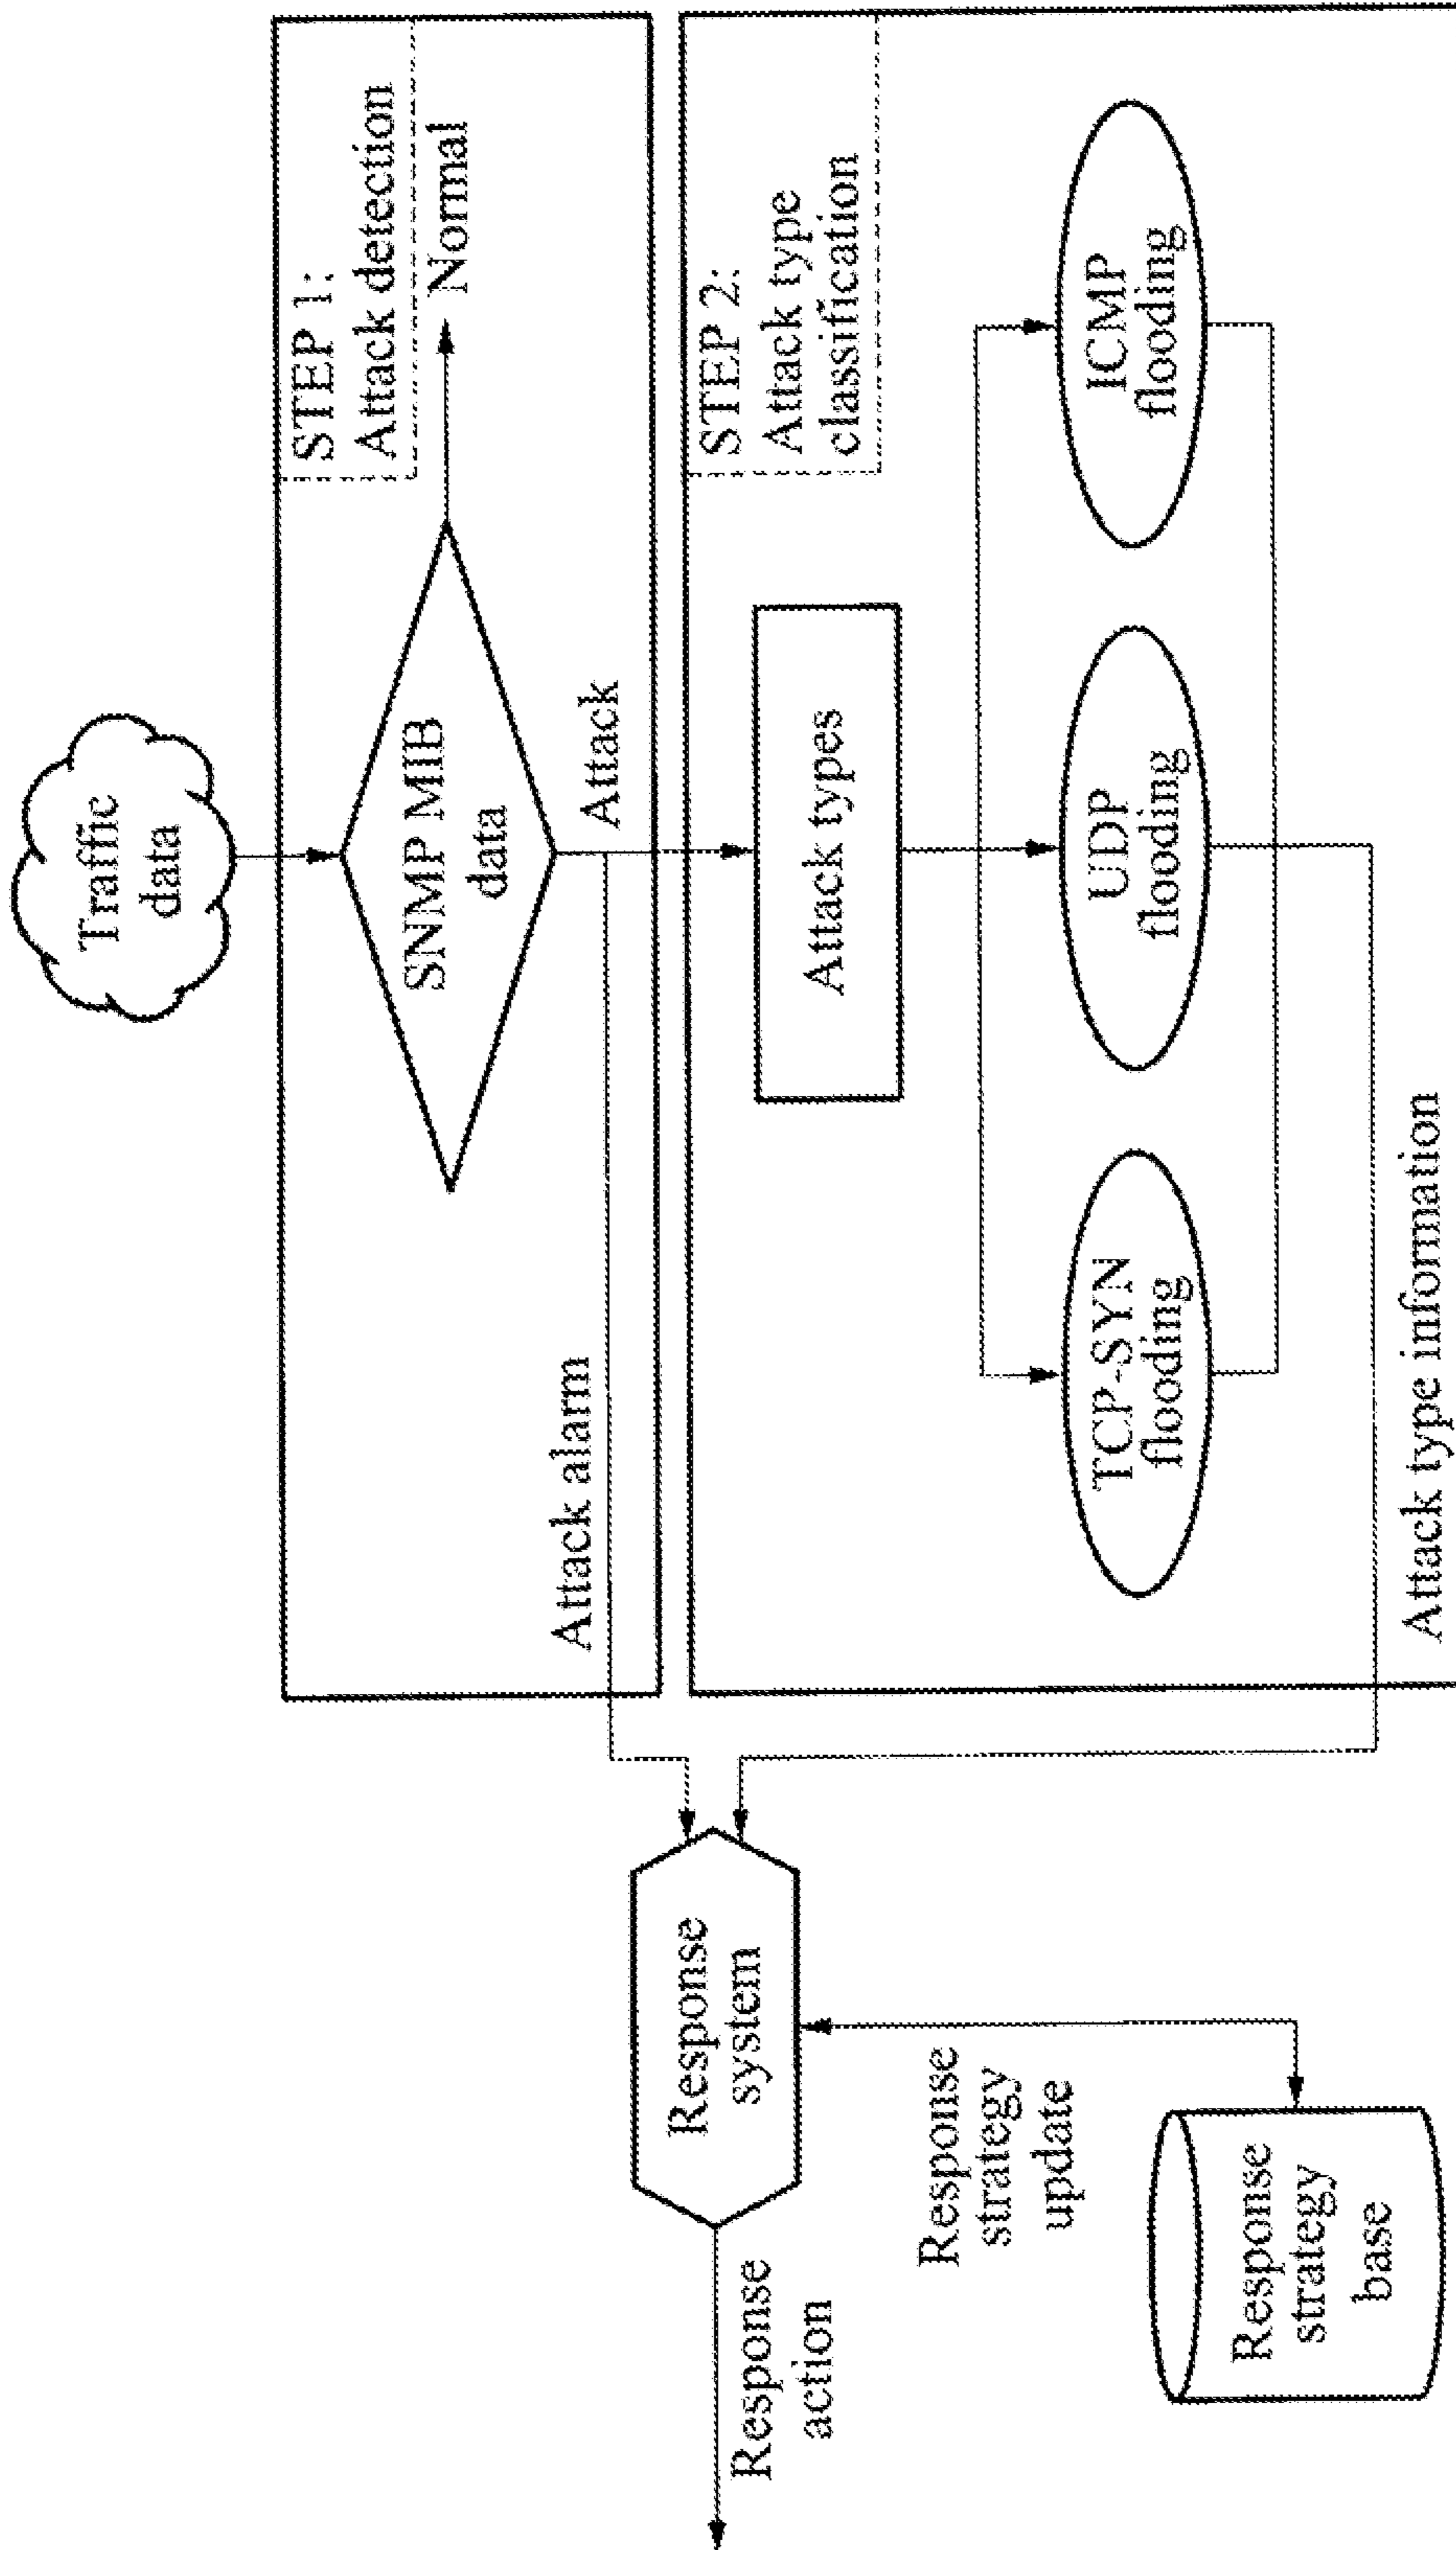 Traffic
data
STEP 1:
Attack detection
SNMP MIB
data
Normal
Attack
Attack alarm
STEP 2:
Attack type
classification
Attack types
TCP-SYN
flooding
UDP
flooding
ICMP
flooding
Attack type information
Response
system
Response
action
Response
strategy
update
Response
strategy
base